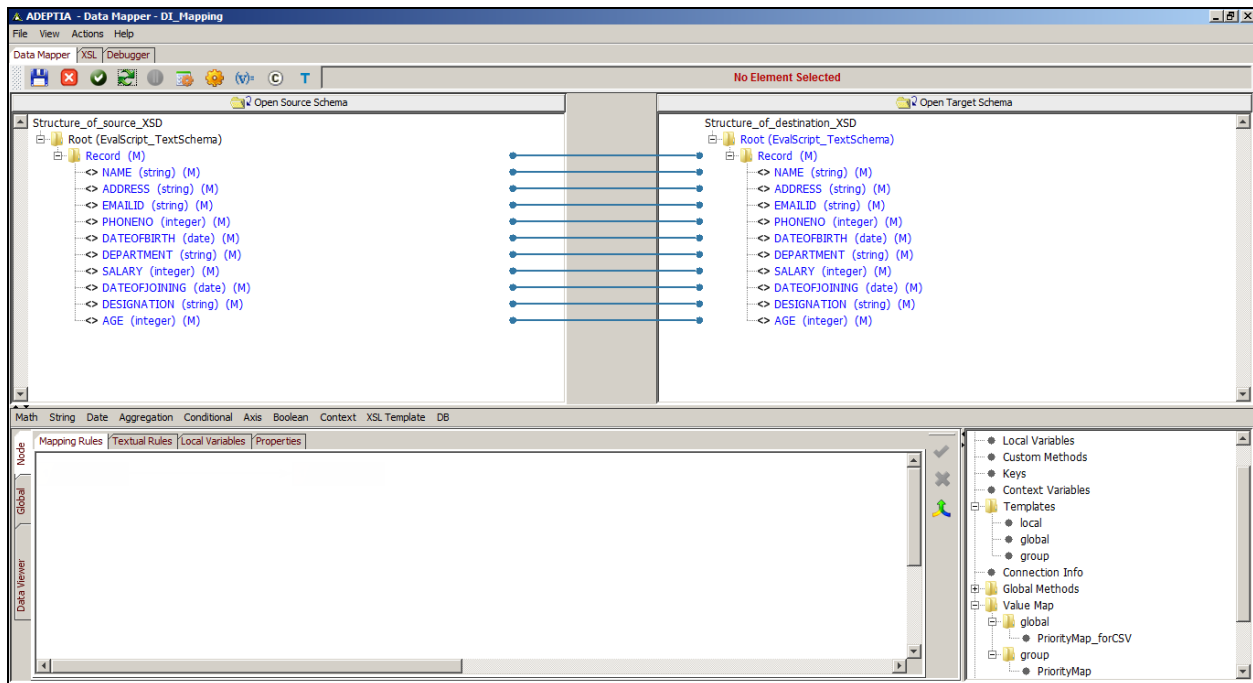 ADEPTIA - Data Mapper - DI_Mapping
File View Actions Help
Data Mapper XSL Debugger
(v)= C T No Element Selected
Open Source Schema Open Target Schema
Structure_of_source_XSD
Root (EvalScript_TextSchema)
Record (M)
<> NAME (string) (M)
<> ADDRESS (string) (M)
<> EMAILID (string) (M)
<> PHONENO (integer) (M)
<> DATEOFBIRTH (date) (M)
<> DEPARTMENT (string) (M)
<> SALARY (integer) (M)
<> DATEOFJOINING (date) (M)
<> DESIGNATION (string) (M)
<> AGE (integer) (M)
Structure_of_destination_XSD
Root (EvalScript_TextSchema)
Record (M)
<> NAME (string) (M)
<> ADDRESS (string) (M)
<> EMAILID (string) (M)
<> PHONENO (integer) (M)
<> DATEOFBIRTH (date) (M)
<> DEPARTMENT (string) (M)
<> SALARY (integer) (M)
<> DATEOFJOINING (date) (M)
<> DESIGNATION (string) (M)
<> AGE (integer) (M)
Math String Date Aggregation Conditional Axis Boolean Context XSL Template DB
Node
Global
Data Viewer
Mapping Rules Textual Rules Local Variables Properties
Local Variables
Custom Methods
Keys
Context Variables
Templates
local
global
group
Connection Info
Global Methods
Value Map
global
PriorityMap_forCSV
group
PriorityMap